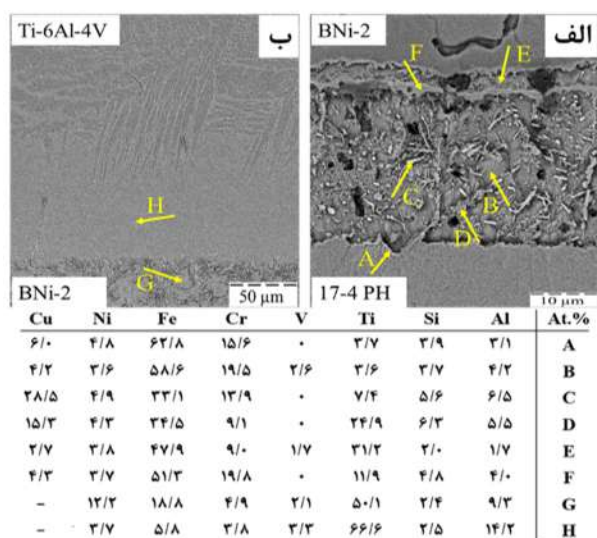 Ti-6Al-4V ب
H
G
BNi-2 50 µm
BNi-2 الف
F E
C B
D
A
17-4 PH 10 µm
Cu Ni Fe Cr V Ti Si Al At.%
۶/۰ ۴/۸ ۶۲/۸ ۱۵/۶ ۰ ۳/۷ ۳/۹ ۳/۱ A
۴/۲ ۳/۶ ۵۸/۶ ۱۹/۵ ۲/۶ ۳/۶ ۳/۷ ۴/۲ B
۲۸/۵ ۴/۹ ۳۳/۱ ۱۳/۹ ۰ ۷/۴ ۵/۶ ۶/۵ C
۱۵/۳ ۴/۳ ۳۴/۵ ۹/۱ ۰ ۲۴/۹ ۶/۳ ۵/۵ D
۲/۷ ۳/۸ ۴۷/۹ ۹/۰ ۱/۷ ۳۱/۲ ۲/۰ ۱/۷ E
۴/۳ ۳/۷ ۵۱/۳ ۱۹/۸ ۰ ۱۱/۹ ۴/۸ ۴/۰ F
– ۱۲/۲ ۱۸/۸ ۴/۹ ۲/۱ ۵۰/۱ ۲/۴ ۹/۳ G
– ۳/۷ ۵/۸ ۳/۸ ۳/۳ ۶۶/۶ ۲/۵ ۱۴/۲ H